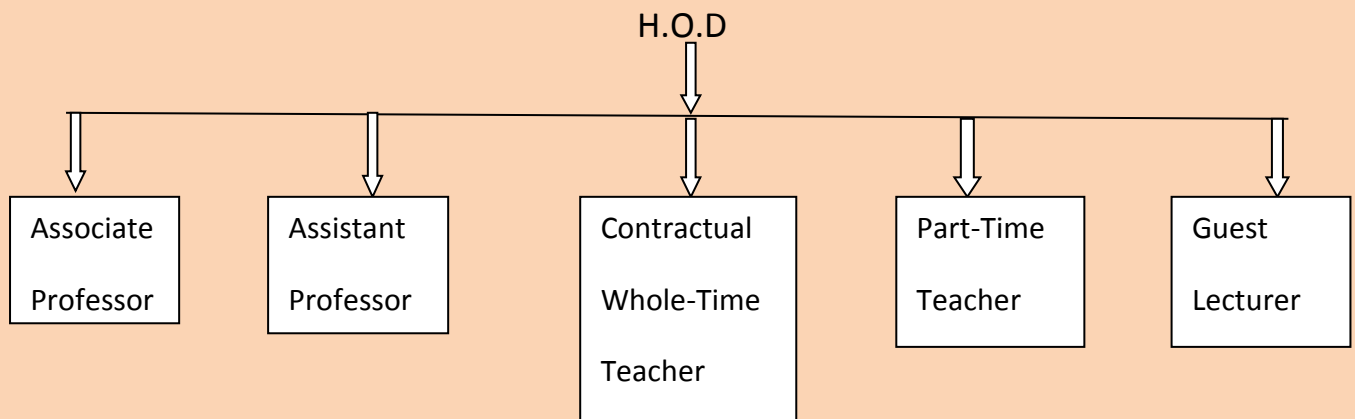 H.O.D
Associate
Professor
Assistant
Professor
Contractual
Whole-Time
Teacher
Part-Time
Teacher
Guest
Lecturer